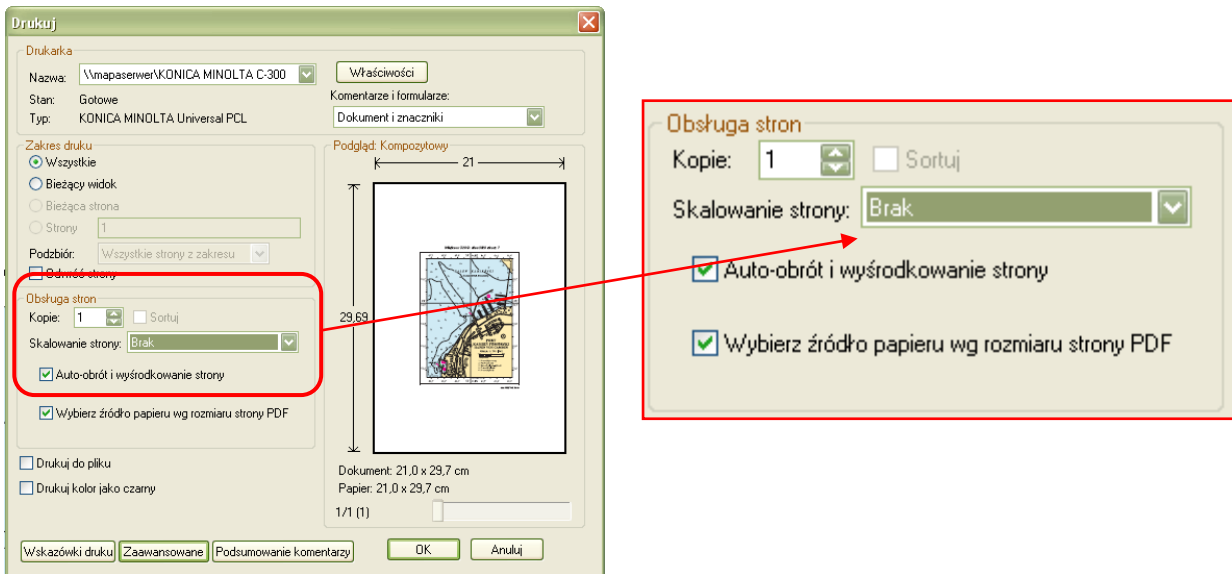 Drukuj
Drukarka
Nazwa: \\mapaserwer\KONICA MINOLTA C-300 Właściwości
Stan: Gotowe Komentarze i formularze:
Typ: KONICA MINOLTA Universal PCL Dokument i znaczniki
Zakres druku
Wszystkie
Bieżący widok
Bieżąca strona
Strony 1
Podzbiór: Wszystkie strony z zakresu
Odwróć strony
Obsługa stron
Kopie: 1 Sortuj
Skalowanie strony: Brak
Auto-obrót i wyśrodkowanie strony
Wybierz źródło papieru wg rozmiaru strony PDF
Drukuj do pliku
Drukuj kolor jako czarny
Podgląd: Kompozytowy
21
29,69
Dokument: 21,0 x 29,7 cm
Papier: 21,0 x 29,7 cm
1/1 (1)
Wskazówki druku Zaawansowane Podsumowanie komentarzy OK Anuluj
Obsługa stron
Kopie: 1 Sortuj
Skalowanie strony: Brak
Auto-obrót i wyśrodkowanie strony
Wybierz źródło papieru wg rozmiaru strony PDF